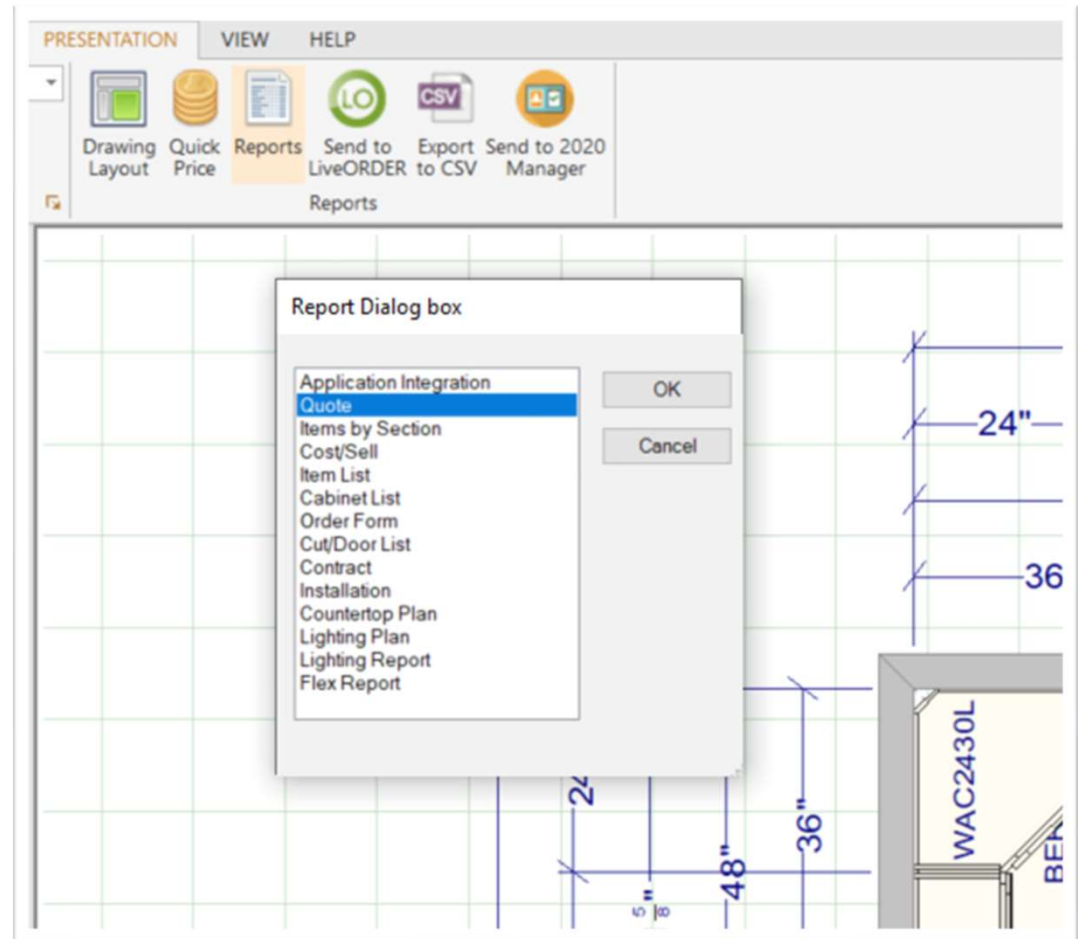 PRESENTATION VIEW HELP
LO CSV
Drawing Quick Reports Send to Export Send to 2020
Layout Price LiveORDER to CSV Manager
Reports
Report Dialog box
Application Integration
OK
Quote
Items by Section
Cost/Sell
Cancel
Item List
Cabinet List
Order Form
Cut/Door List
Contract
Installation
Countertop Plan
Lighting Plan
Lighting Report
Flex Report
24"
36
WAC2430L
24
36"
48"
5/8"